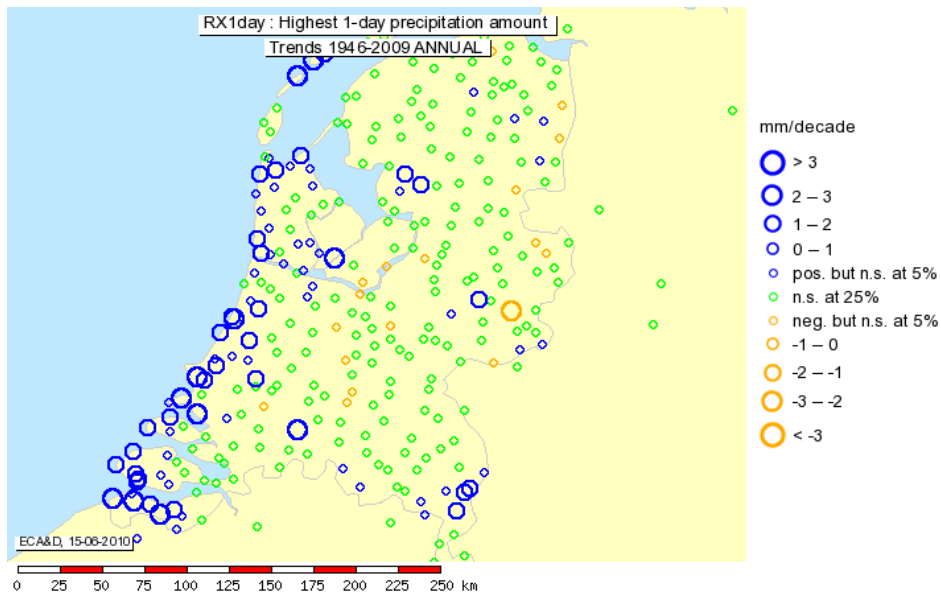 RX1day : Highest 1-day precipitation amount
Trends 1946-2009 ANNUAL
mm/decade
> 3
2 – 3
1 – 2
0 – 1
pos. but n.s. at 5%
n.s. at 25%
neg. but n.s. at 5%
-1 – 0
-2 – -1
-3 – -2
< -3
ECA&D, 15-06-2010
0 25 50 75 100 125 150 175 200 225 250 km